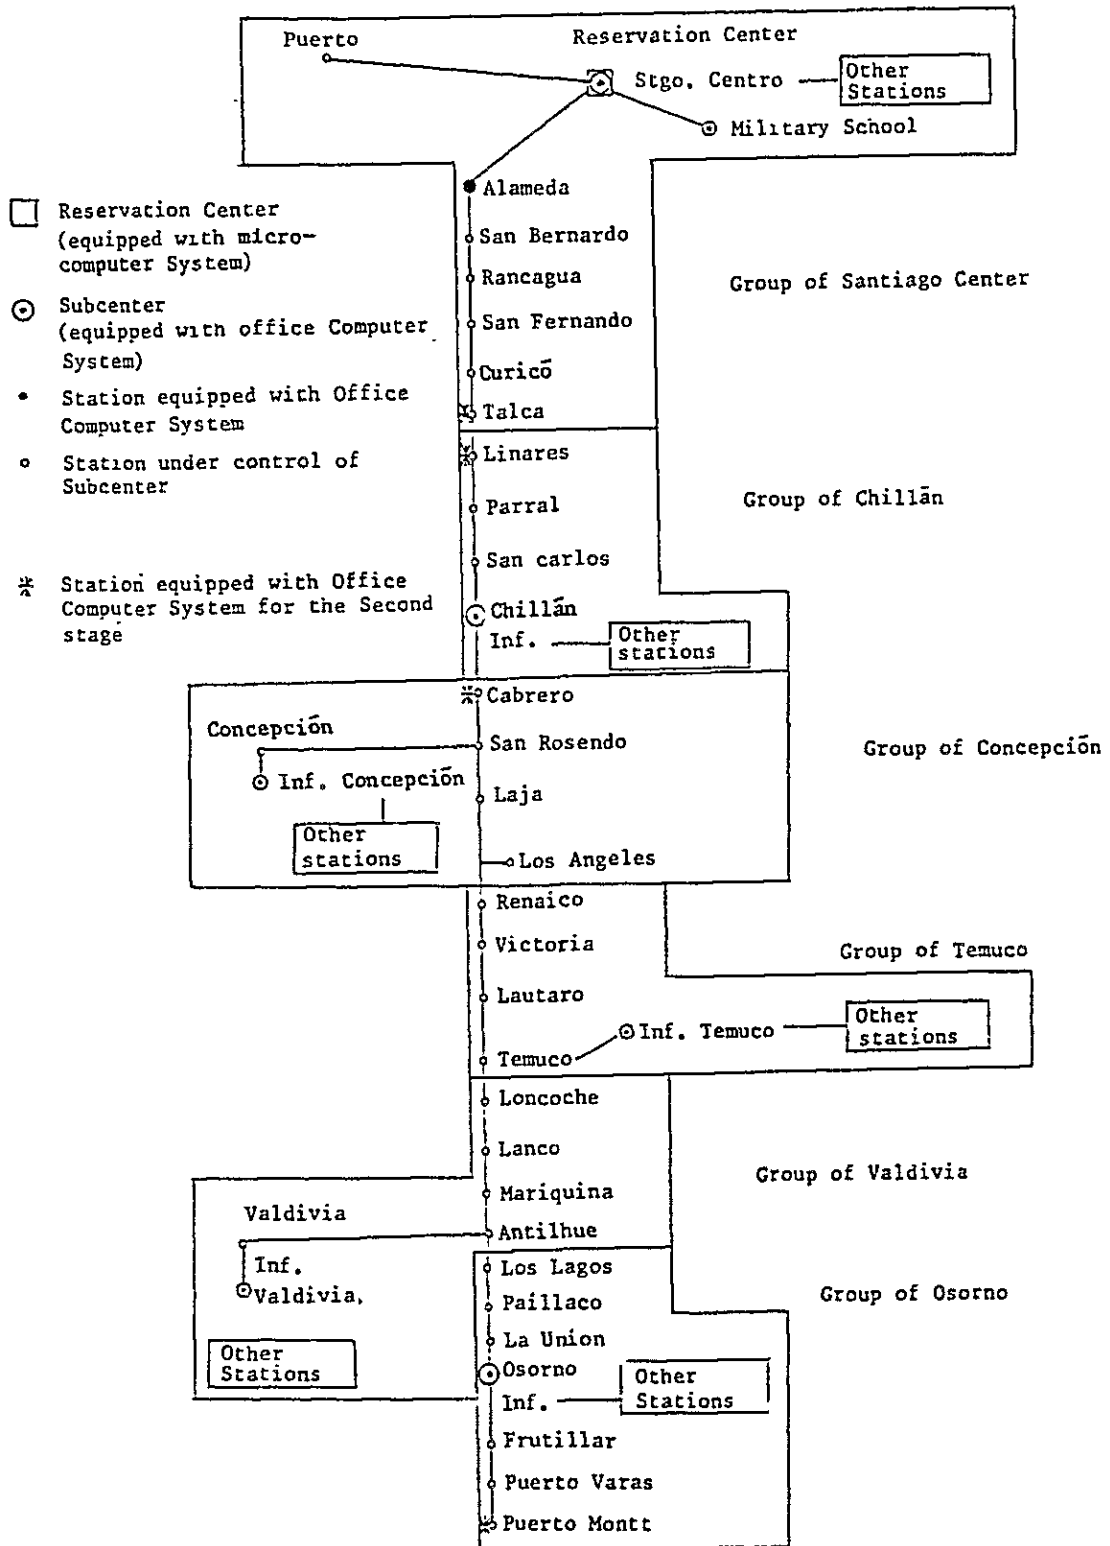 Puerto
Reservation Center
Stgo. Centro
Other
Stations
Military School
Alameda
San Bernardo
Rancagua
San Fernando
Curicō
Talca
Group of Santiago Center
Reservation Center
(equipped with micro-
computer System)
Subcenter
(equipped with office Computer
System)
Station equipped with Office
Computer System
Station under control of
Subcenter
Station equipped with Office
Computer System for the Second
stage
Linares
Parral
San carlos
Chillān
Inf.
Other
stations
Group of Chillān
Cabrero
Concepciōn
San Rosendo
Inf. Concepciōn
Laja
Other
stations
Los Angeles
Group of Concepciōn
Renaico
Victoria
Lautaro
Inf. Temuco
Other
stations
Temuco
Group of Temuco
Loncoche
Lanco
Mariquina
Valdivia
Antilhue
Inf.
Valdivia.
Other
Stations
Group of Valdivia
Los Lagos
Paillaco
La Union
Osorno
Inf.
Other
Stations
Frutillar
Puerto Varas
Puerto Montt
Group of Osorno